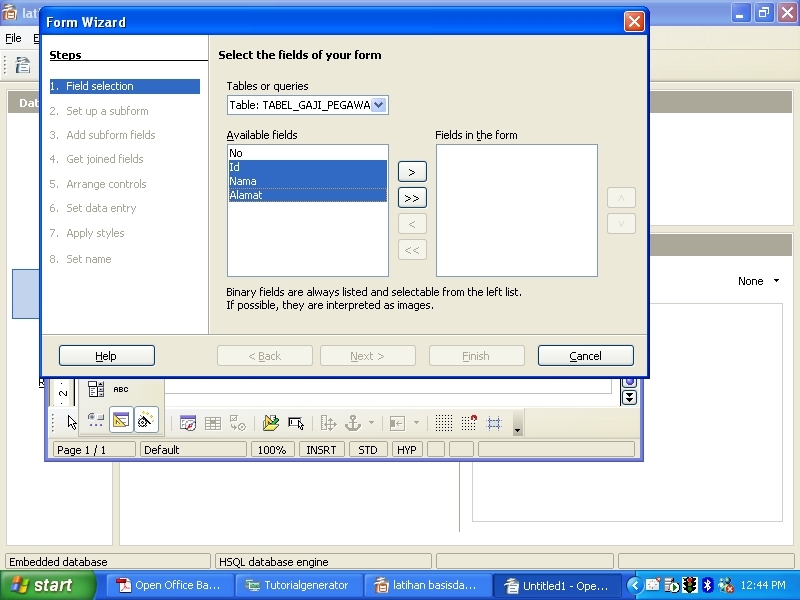 lat
Form Wizard
File
E
Steps
1. Field selection
2. Set up a subform
3. Add subform fields
4. Get joined fields
5. Arrange controls
6. Set data entry
7. Apply styles
8. Set name
Select the fields of your form
Tables or queries
Table: TABEL_GAJI_PEGAWA
Available fields
Fields in the form
No
Id
Nama
Alamat
>
>>
<
<<
Binary fields are always listed and selectable from the left list.
If possible, they are interpreted as images.
Help
< Back
Next >
Finish
Cancel
Dat
None
2
ABC
Page 1 / 1
Default
100%
INSRT
STD
HYP
Embedded database
HSQL database engine
start
Open Office Ba...
Tutorialgenerator
latihan basisda...
Untitled1 - Ope...
12:44 PM